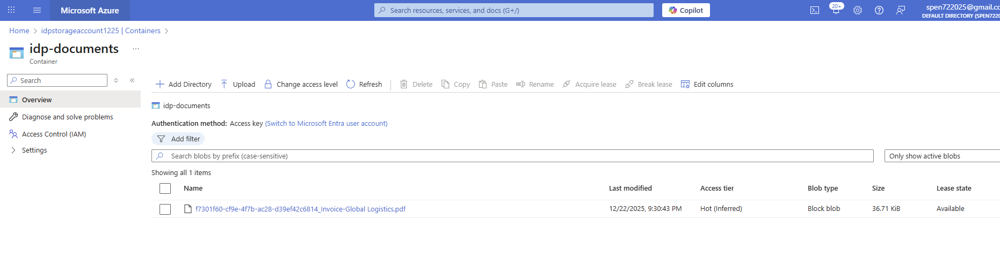 Microsoft Azure
Search resources, services, and docs (G+/)
Copilot
20+
spen722025@gmail.co
DEFAULT DIRECTORY (SPEN7220
Home > idpstorageaccount1225 | Containers >
idp-documents ...
Container
Search
Overview
Diagnose and solve problems
Access Control (IAM)
Settings
Add Directory Upload Change access level Refresh Delete Copy Paste Rename Acquire lease Break lease Edit columns
idp-documents
Authentication method: Access key (Switch to Microsoft Entra user account)
Add filter
Search blobs by prefix (case-sensitive)
Only show active blobs
Showing all 1 items
Name Last modified Access tier Blob type Size Lease state
f7301f60-cf9e-4f7b-ac28-d39ef42c6814_Invoice-Global Logistics.pdf 12/22/2025, 9:30:43 PM Hot (Inferred) Block blob 36.71 KiB Available